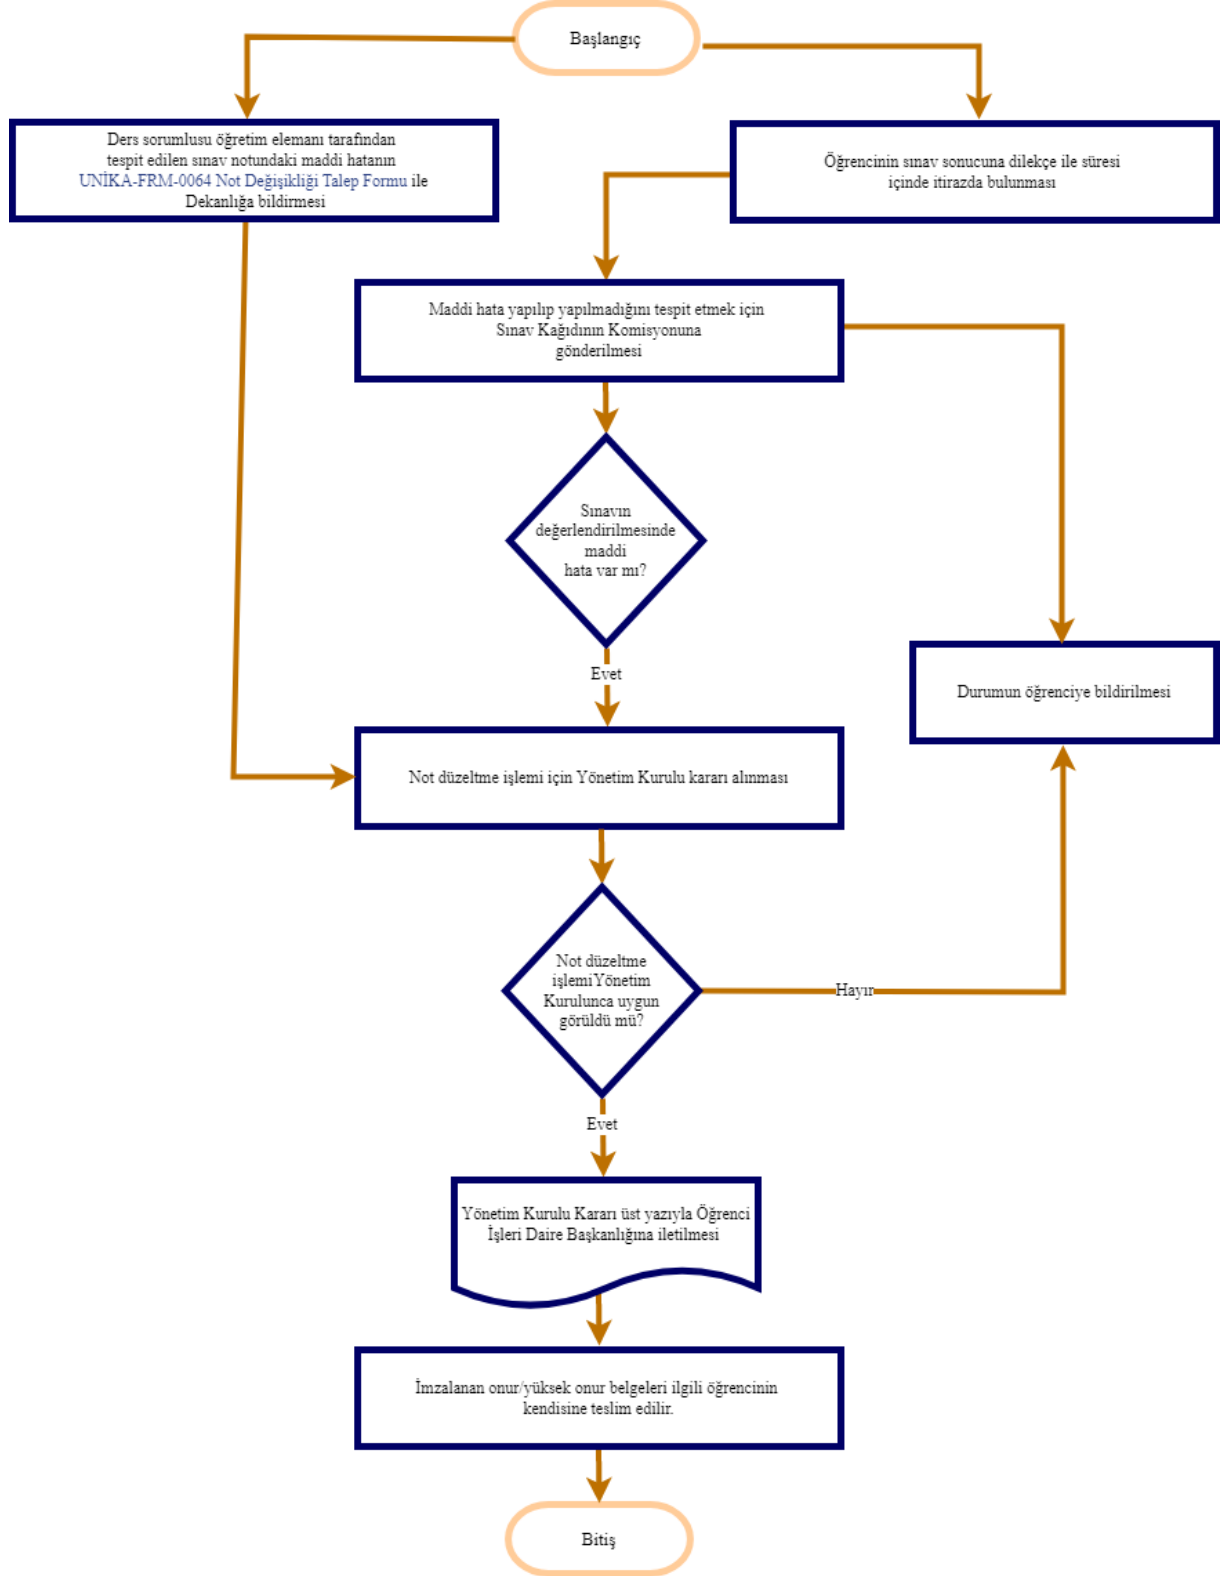 Başlangıç
Ders sorumlusu öğretim elemanı tarafından
tespit edilen sınav notundaki maddi hatanın
UNİKA-FRM-0064 Not Değişikliği Talep Formu ile
Dekanlığa bildirmesi
Öğrencinin sınav sonucuna dilekçe ile süresi
içinde itirazda bulunması
Maddi hata yapılıp yapılmadığını tespit etmek için
Sınav Kağıdının Komisyonuna
gönderilmesi
Sınavın
değerlendirilmesinde
maddi
hata var mı?
Evet
Durumun öğrenciye bildirilmesi
Not düzeltme işlemi için Yönetim Kurulu kararı alınması
Not düzeltme
işlemiYönetim
Kurulunca uygun
görüldü mü?
Hayır
Evet
Yönetim Kurulu Kararı üst yazıyla Öğrenci
İşleri Daire Başkanlığına iletilmesi
İmzalanan onur/yüksek onur belgeleri ilgili öğrencinin
kendisine teslim edilir.
Bitiş